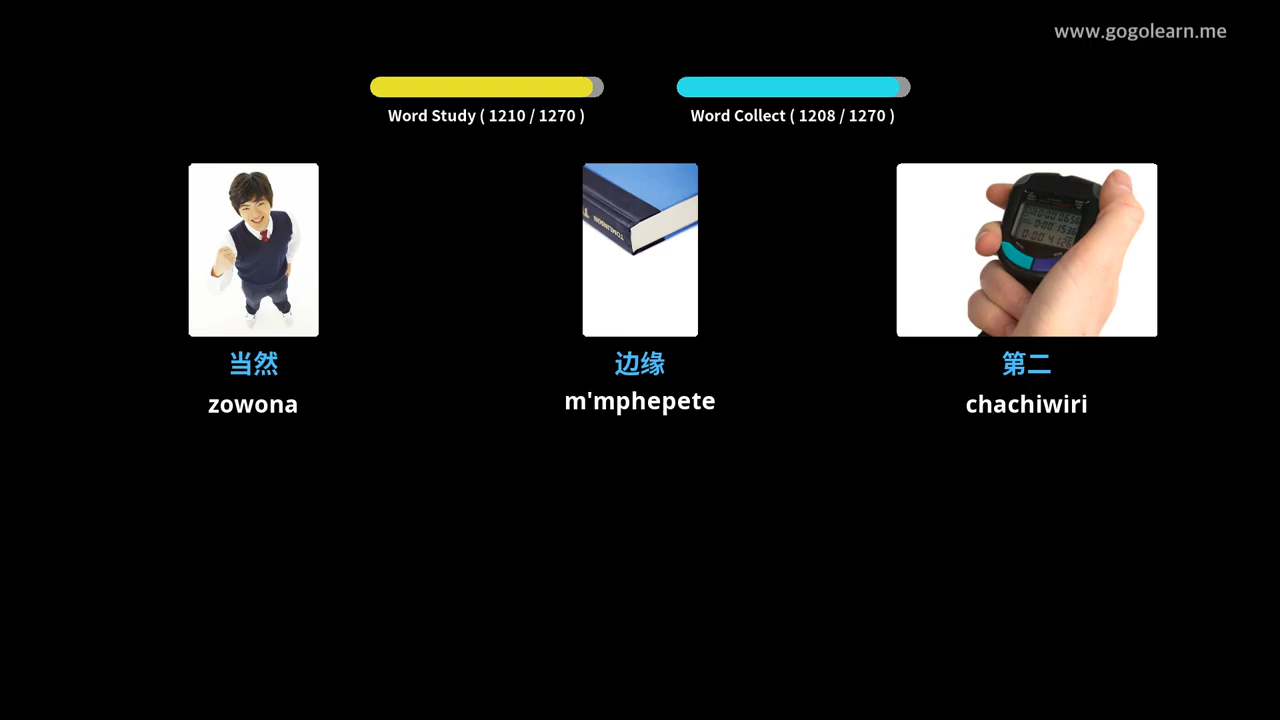 www.gogolearn.me
Word Study ( 1210 / 1270 )
Word Collect ( 1208 / 1270 )
TOMLINSON
当然
边缘
第二
zowona
m'mphepete
chachiwiri